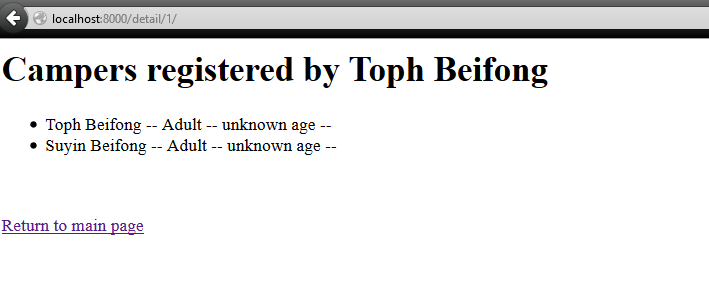 localhost:8000/detail/1/
Campers registered by Toph Beifong
• Toph Beifong -- Adult -- unknown age --
• Suyin Beifong -- Adult -- unknown age --
Return to main page